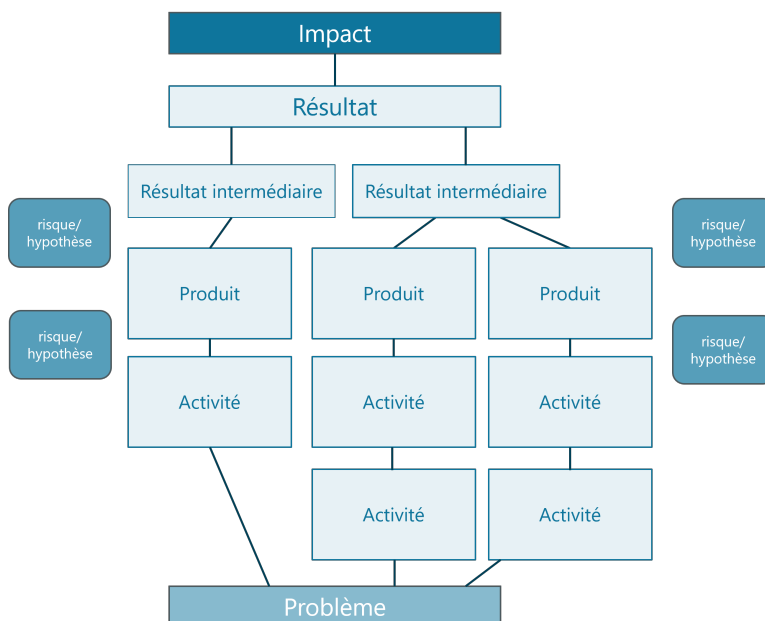 Impact
Résultat
Résultat intermédiaire
Résultat intermédiaire
risque/
hypothèse
risque/
hypothèse
Produit
Produit
Produit
risque/
hypothèse
risque/
hypothèse
Activité
Activité
Activité
Activité
Activité
Problème